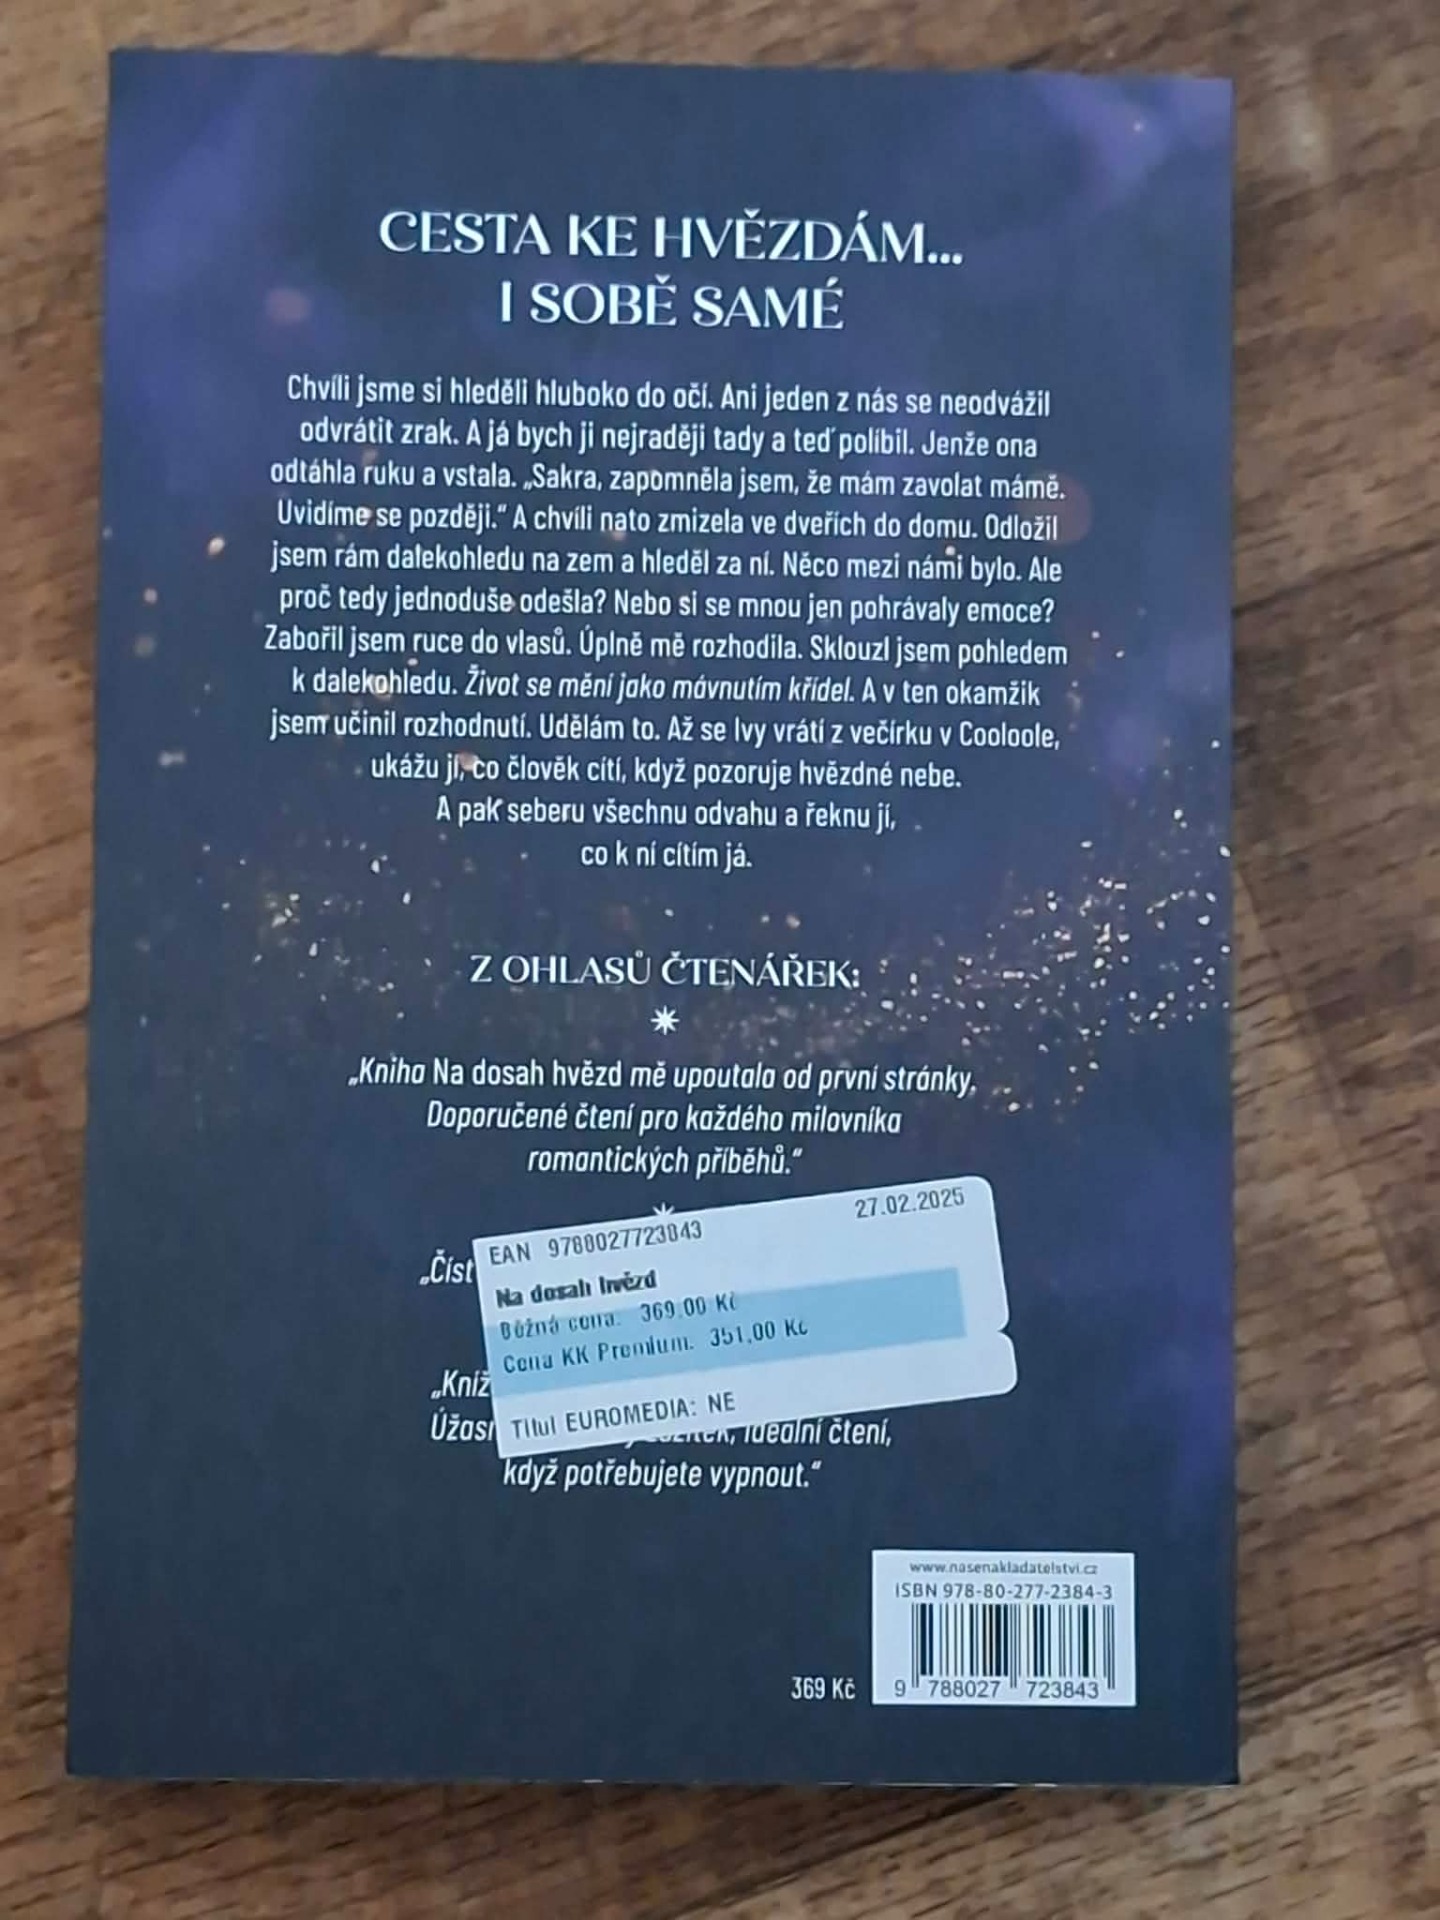 CESTA KE HVĚZDÁM...
I SOBĚ SAMÉ
Chvíli jsme si hleděli hluboko do očí. Ani jeden z nás se neodvážil
odvrátit zrak. A já bych ji nejraději tady a teď políbil. Jenže ona
odtáhla ruku a vstala. „Sakra, zapomněla jsem, že mám zavolat mámě.
Uvidíme se později.“ A chvíli nato zmizela ve dveřích do domu. Odložil
jsem rám dalekohledu na zem a hleděl za ní. Něco mezi námi bylo. Ale
proč tedy jednoduše odešla? Nebo si se mnou jen pohrávaly emoce?
Zabořil jsem ruce do vlasů. Úplně mě rozhodila. Sklouzl jsem pohledem
k dalekohledu. Život se mění jako mávnutím křídel. A v ten okamžik
jsem učinil rozhodnutí. Udělám to. Až se Ivy vrátí z večírku v Cooloole,
ukážu jí, co člověk cítí, když pozoruje hvězdné nebe.
A pak seberu všechnu odvahu a řeknu jí,
co k ní cítím já.
Z OHLASŮ ČTENÁŘEK:
„Kniha Na dosah hvězd mě upoutala od první stránky.
Doporučené čtení pro každého milovníka
romantických příběhů.“
„Číst
27.02.2025
EAN 9788027723843
Na dosah hvězd
Běžná cena: 369,00 Kč
Cena KK Premium: 351,00 Kč
Titul EUROMEDIA: NE
„Kníž
Úžasn ideální čtení,
když potřebujete vypnout.“
www.nasenakladatelstvi.cz
ISBN 978-80-277-2384-3
369 Kč
9 788027 723843